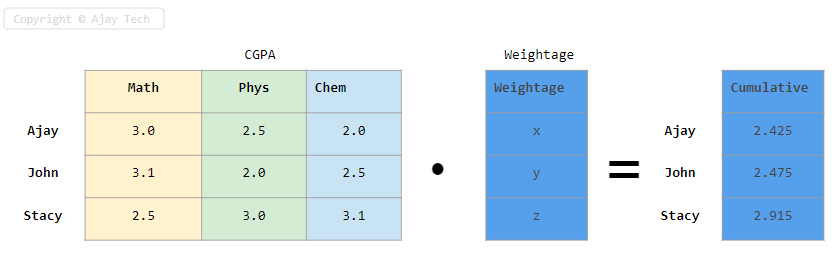 Copyright © Ajay Tech
CGPA Weightage
Math Phys Chem Weightage Cumulative
Ajay 3.0 2.5 2.0 x Ajay 2.425
John 3.1 2.0 2.5 • y = John 2.475
Stacy 2.5 3.0 3.1 z Stacy 2.915